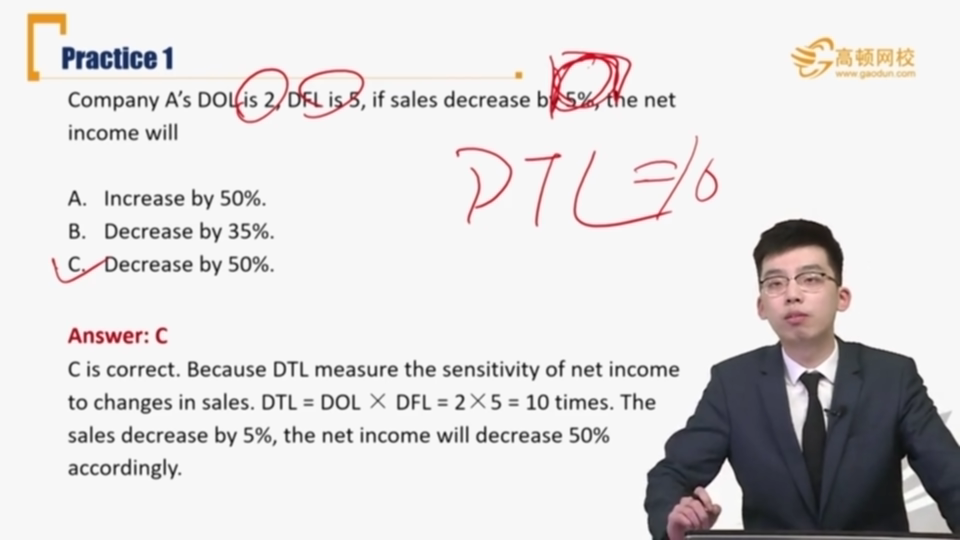 Practice 1
高顿网校
www.gaodun.com
Company A's DOL is 2, DFL is 5, if sales decrease by 5%, the net
income will
DTL=10
A. Increase by 50%.
B. Decrease by 35%.
C. Decrease by 50%.
Answer: C
C is correct. Because DTL measure the sensitivity of net income
to changes in sales. DTL = DOL × DFL = 2×5 = 10 times. The
sales decrease by 5%, the net income will decrease 50%
accordingly.